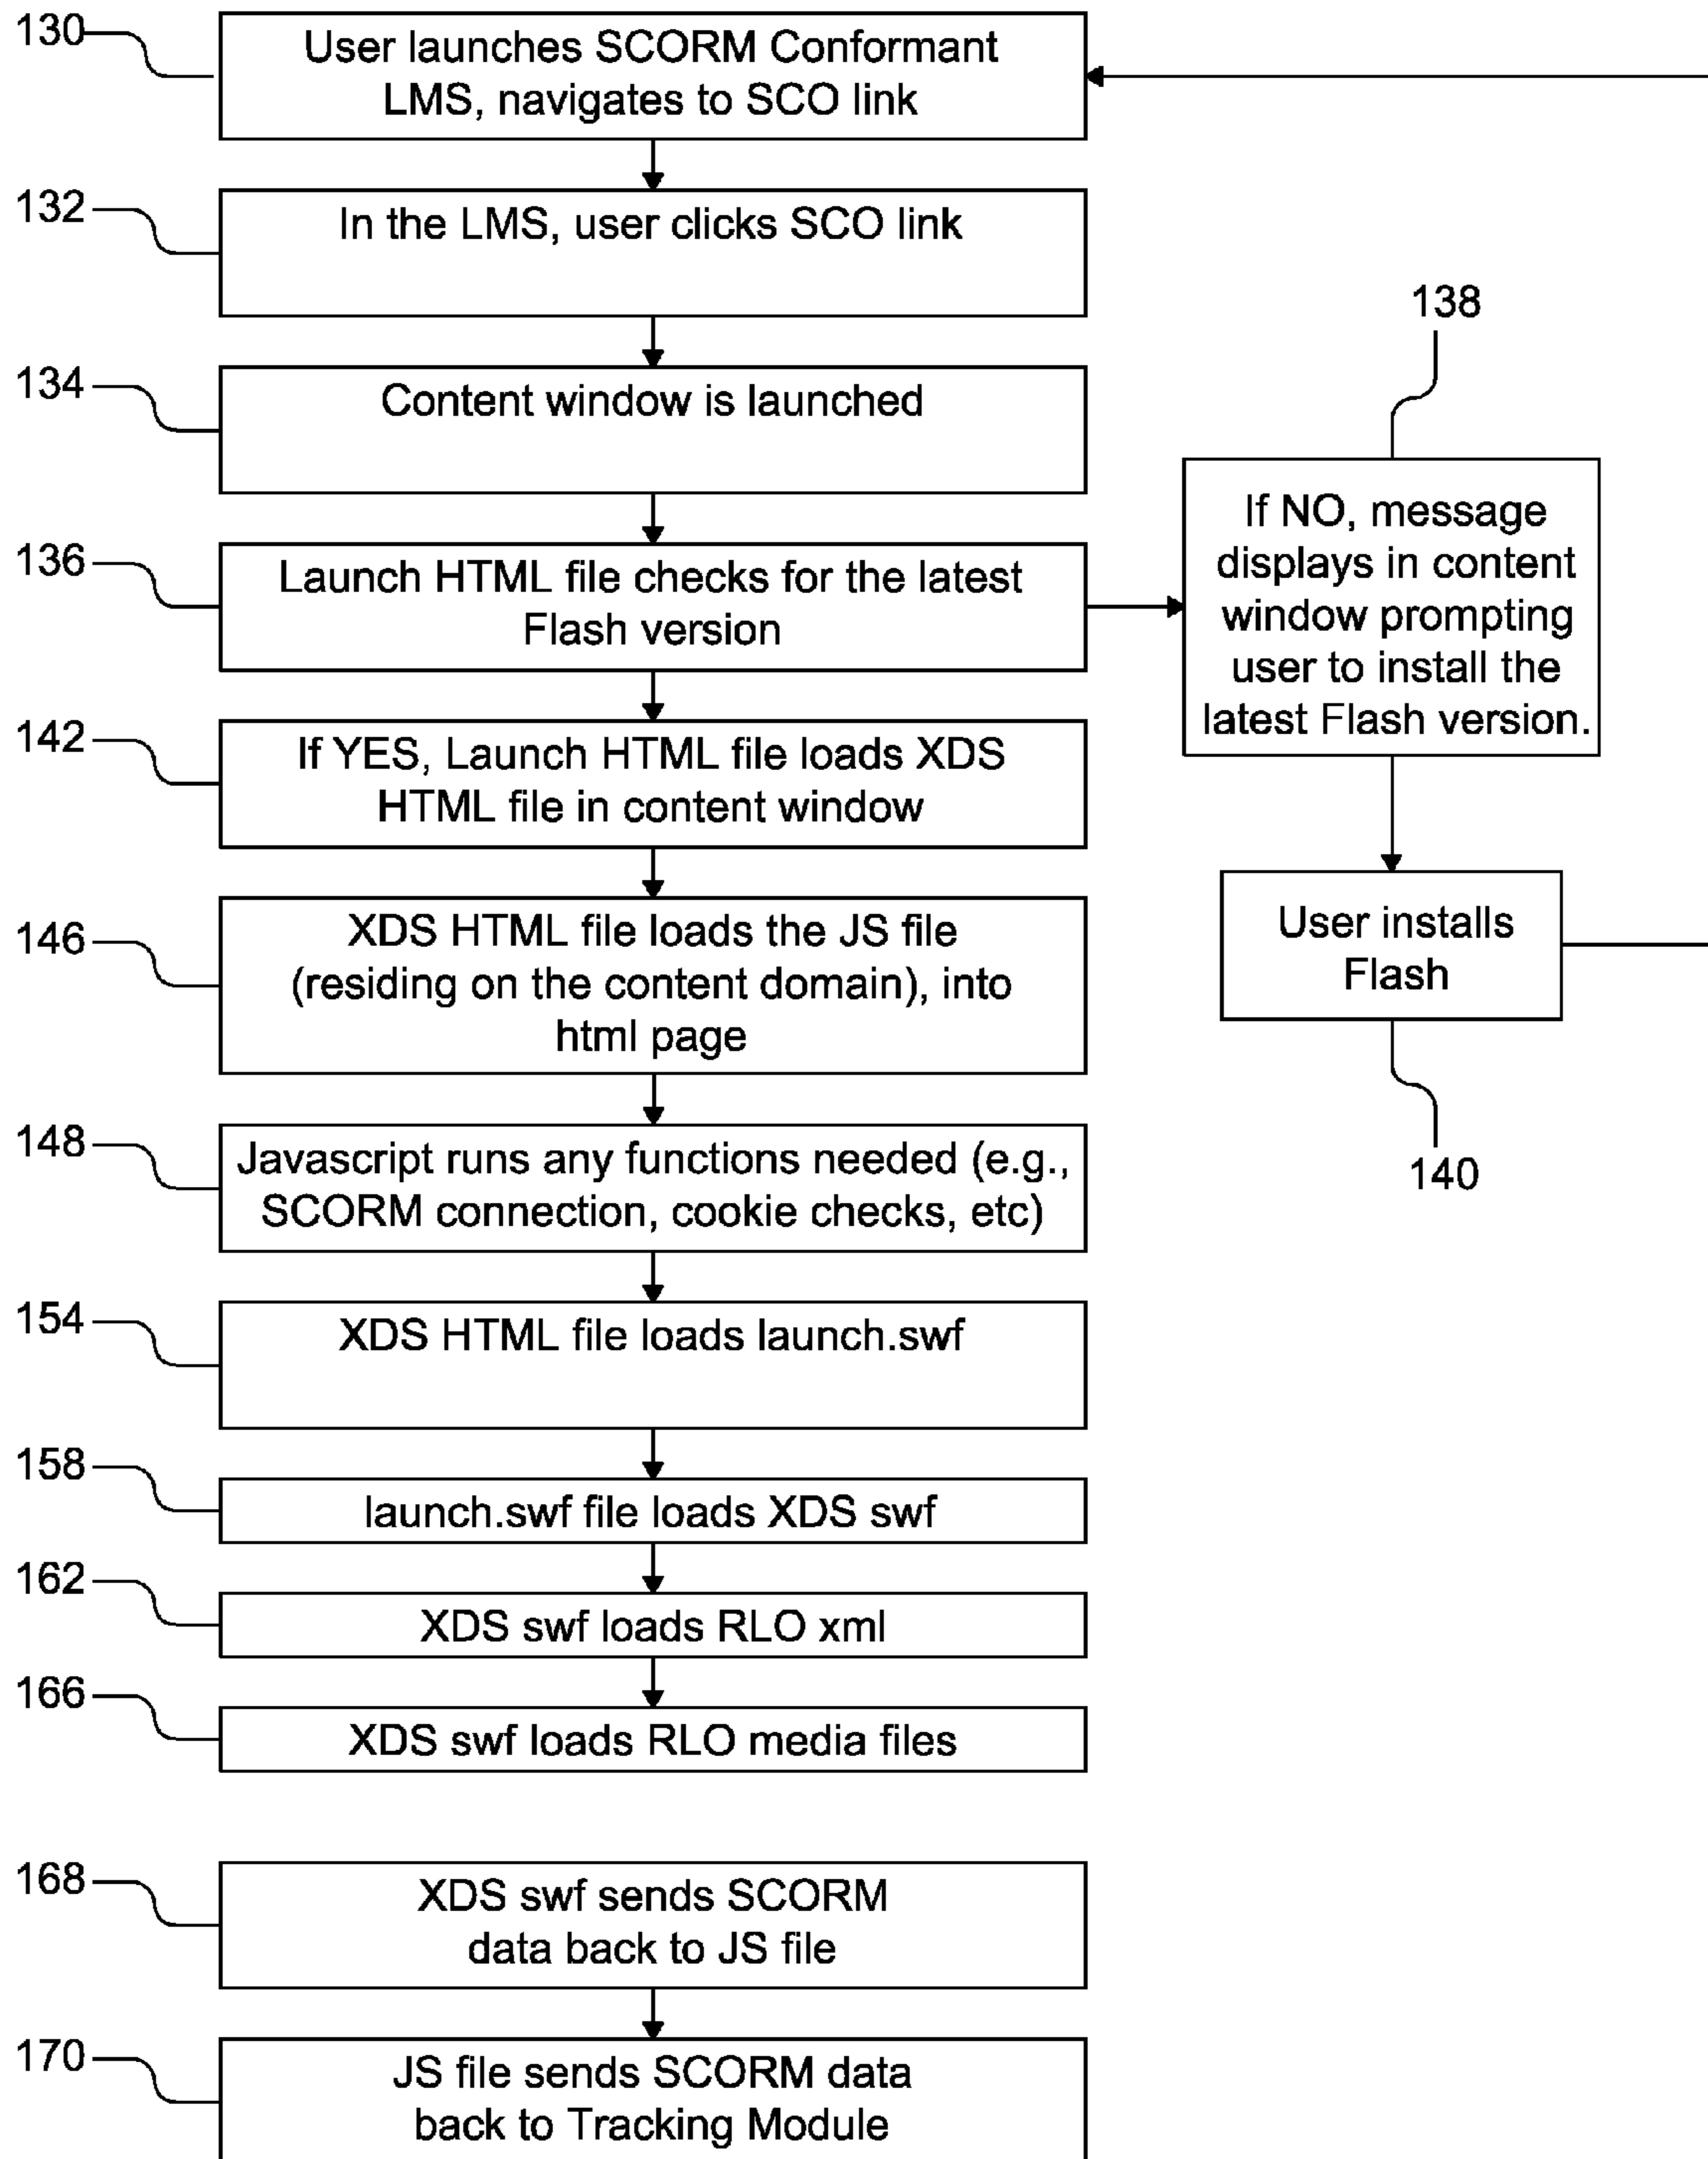 130
User launches SCORM Conformant
LMS, navigates to SCO link
132
In the LMS, user clicks SCO link
134
Content window is launched
136
Launch HTML file checks for the latest
Flash version
138
If NO, message
displays in content
window prompting
user to install the
latest Flash version.
User installs
Flash
140
142
If YES, Launch HTML file loads XDS
HTML file in content window
146
XDS HTML file loads the JS file
(residing on the content domain), into
html page
148
Javascript runs any functions needed (e.g.,
SCORM connection, cookie checks, etc)
154
XDS HTML file loads launch.swf
158
launch.swf file loads XDS swf
162
XDS swf loads RLO xml
166
XDS swf loads RLO media files
168
XDS swf sends SCORM
data back to JS file
170
JS file sends SCORM data
back to Tracking Module